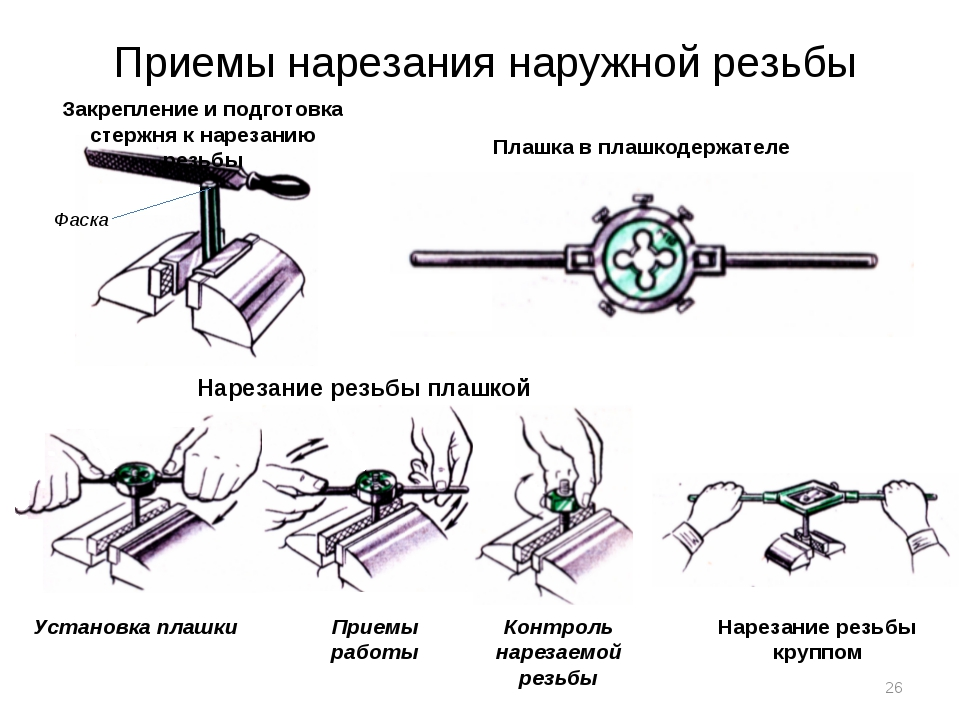 Приемы нарезания наружной резьбы
Закрепление и подготовка
стержня к нарезанию
резьбы
Плашка в плашкодержателе
Фаска
Нарезание резьбы плашкой
Установка плашки
Приемы
работы
Контроль
нарезаемой
резьбы
Нарезание резьбы
круппом
26